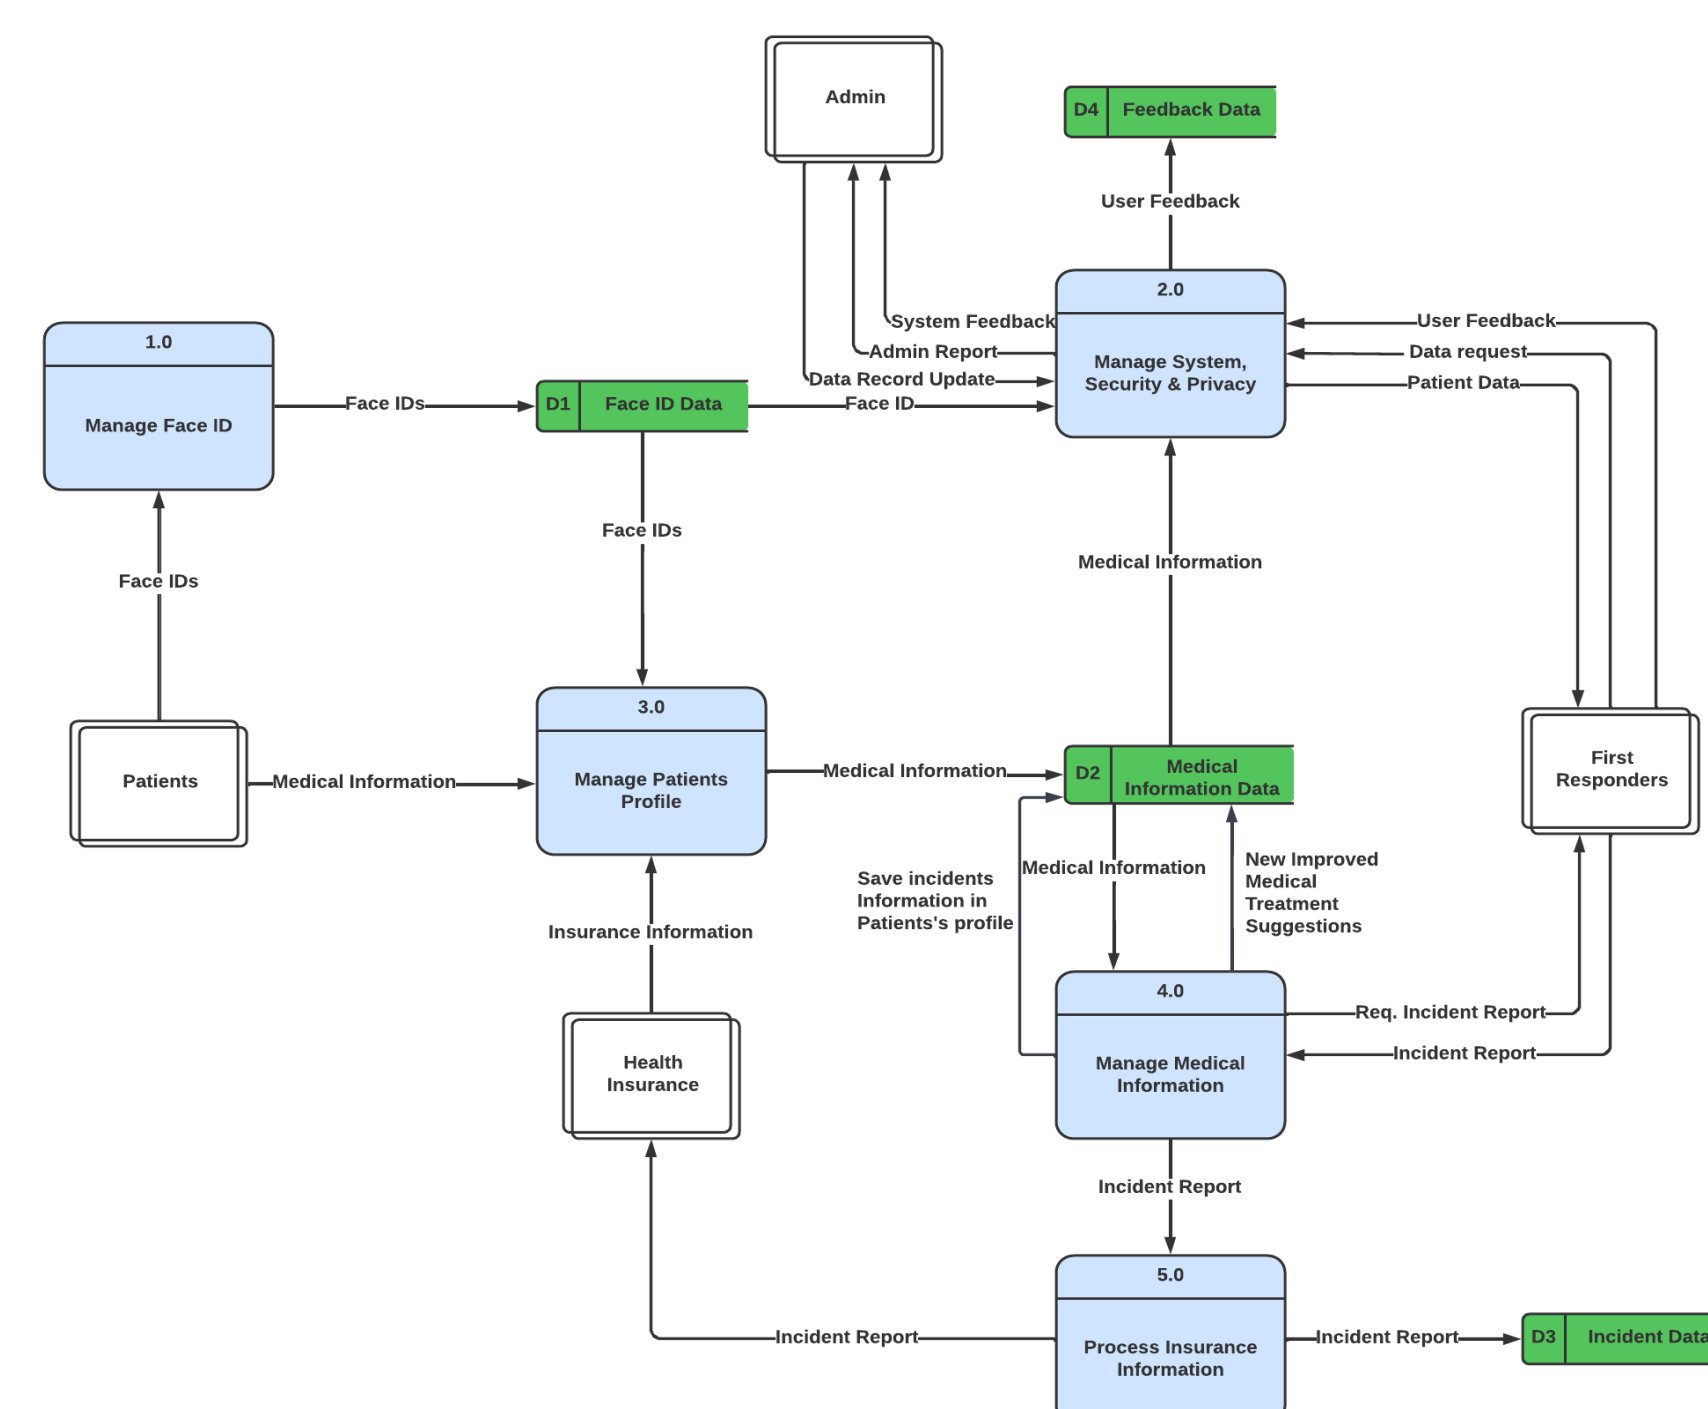 Admin
D4
Feedback Data
User Feedback
2.0
Manage System,
Security & Privacy
System Feedback
Admin Report
Data Record Update
Face ID
User Feedback
Data request
Patient Data
1.0
Manage Face ID
Face IDs
D1
Face ID Data
Face IDs
Face IDs
Medical Information
Patients
Medical Information
3.0
Manage Patients
Profile
Medical Information
D2
Medical
Information Data
First
Responders
Save incidents
Information in
Patients's profile
Medical Information
New Improved
Medical
Treatment
Suggestions
Insurance Information
Health
Insurance
4.0
Manage Medical
Information
Req. Incident Report
Incident Report
Incident Report
5.0
Process Insurance
Information
Incident Report
Incident Report
D3
Incident Data